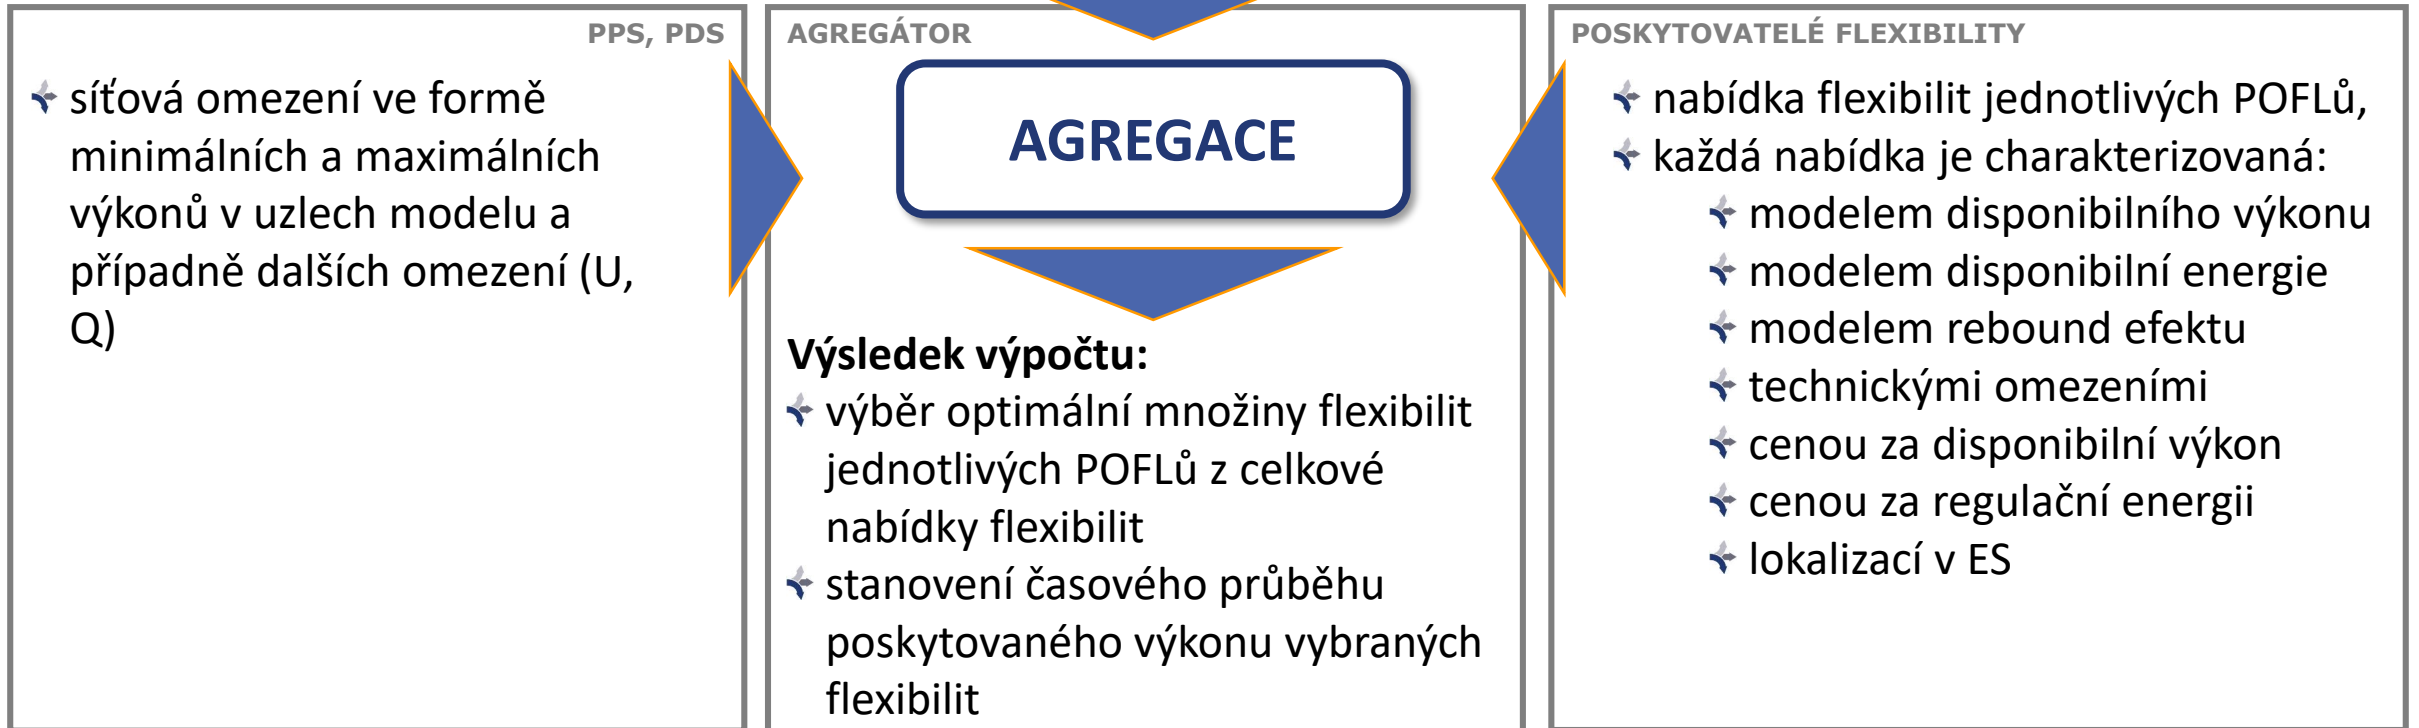 PPS, PDS
síťová omezení ve formě
minimálních a maximálních
výkonů v uzlech modelu a
případně dalších omezení (U,
Q)
AGREGÁTOR
AGREGACE
Výsledek výpočtu:
výběr optimální množiny flexibilit
jednotlivých POFLů z celkové
nabídky flexibilit
stanovení časového průběhu
poskytovaného výkonu vybraných
flexibilit
POSKYTOVATELÉ FLEXIBILITY
nabídka flexibilit jednotlivých POFLů,
každá nabídka je charakterizovaná:
modelem disponibilního výkonu
modelem disponibilní energie
modelem rebound efektu
technickými omezeními
cenou za disponibilní výkon
cenou za regulační energii
lokalizací v ES